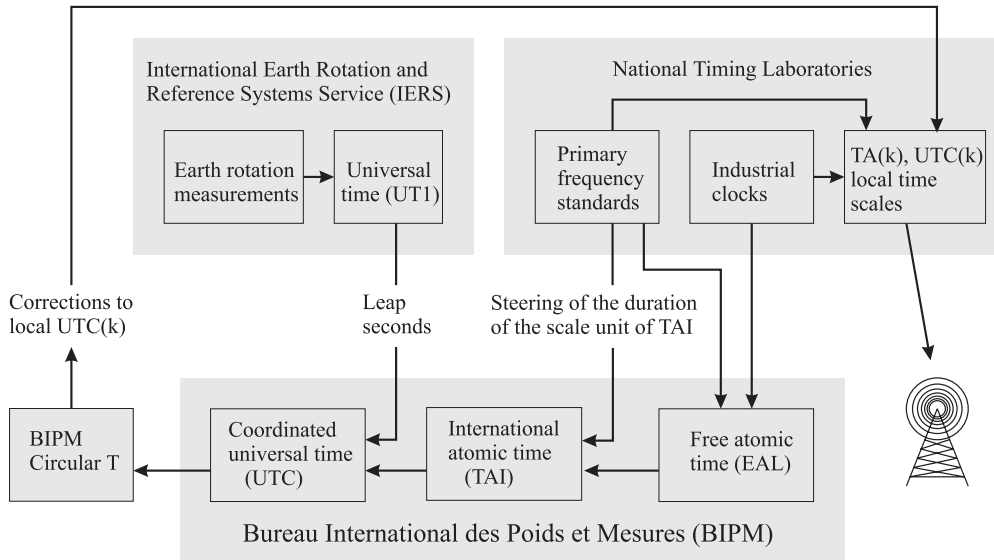 International Earth Rotation and
Reference Systems Service (IERS)
National Timing Laboratories
Earth rotation
measurements
Universal
time (UT1)
Primary
frequency
standards
Industrial
clocks
TA(k), UTC(k)
local time
scales
Corrections to
local UTC(k)
Leap
seconds
Steering of the duration
of the scale unit of TAI
BIPM
Circular T
Coordinated
universal time
(UTC)
International
atomic time
(TAI)
Free atomic
time (EAL)
Bureau International des Poids et Mesures (BIPM)